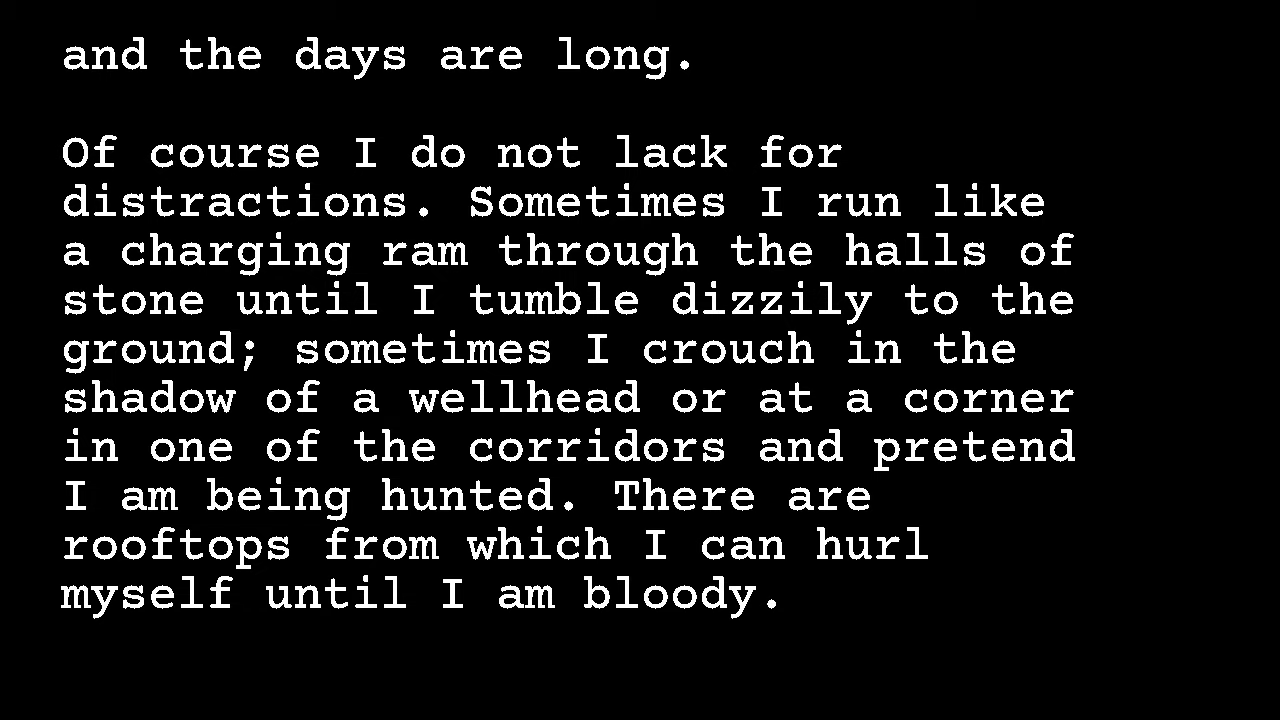 and the days are long.
Of course I do not lack for
distractions. Sometimes I run like
a charging ram through the halls of
stone until I tumble dizzily to the
ground; sometimes I crouch in the
shadow of a wellhead or at a corner
in one of the corridors and pretend
I am being hunted. There are
rooftops from which I can hurl
myself until I am bloody.